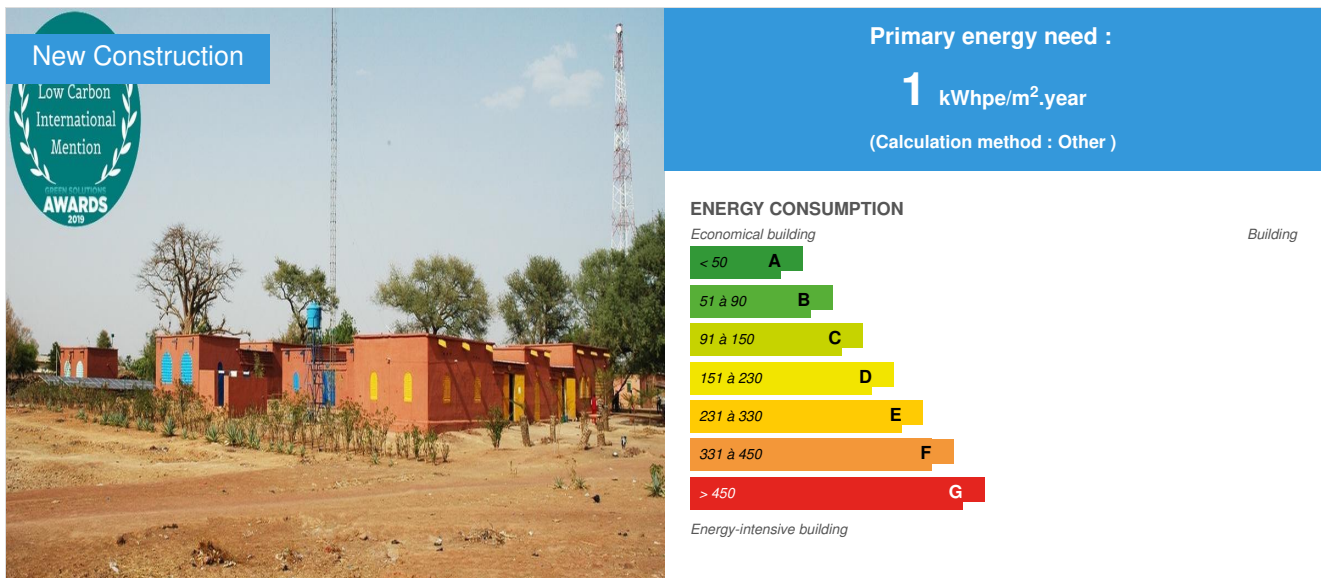 New Construction
Low Carbon
International
Mention
GREEN SOLUTIONS
AWARDS
2019
Primary energy need :
1 kWhpe/m².year
(Calculation method : Other )
ENERGY CONSUMPTION
Economical building
Building
< 50 A
51 à 90 B
91 à 150 C
151 à 230 D
231 à 330 E
331 à 450 F
> 450 G
Energy-intensive building